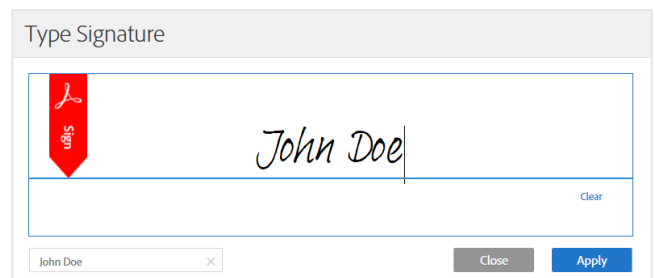 Type Signature
Sign
John Doe
Clear
John Doe
Close
Apply